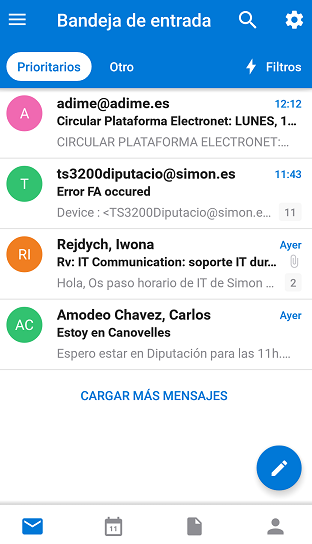 Bandeja de entrada
Prioritarios Otro Filtros
A adime@adime.es 12:12
Circular Plataforma Electronet: LUNES, 1...
CIRCULAR PLATAFORMA ELECTRONET:...
T ts3200diputacio@simon.es 11:43
Error FA occured
Device : <TS3200Diputacio@simon.e... 11
RI Rejdych, Iwona Ayer
Rv: IT Communication: soporte IT dur...
Hola, Os paso horario de IT de Simon ... 2
AC Amodeo Chavez, Carlos Ayer
Estoy en Canovelles
Espero estar en Diputación para las 11h....
CARGAR MÁS MENSAJES
11